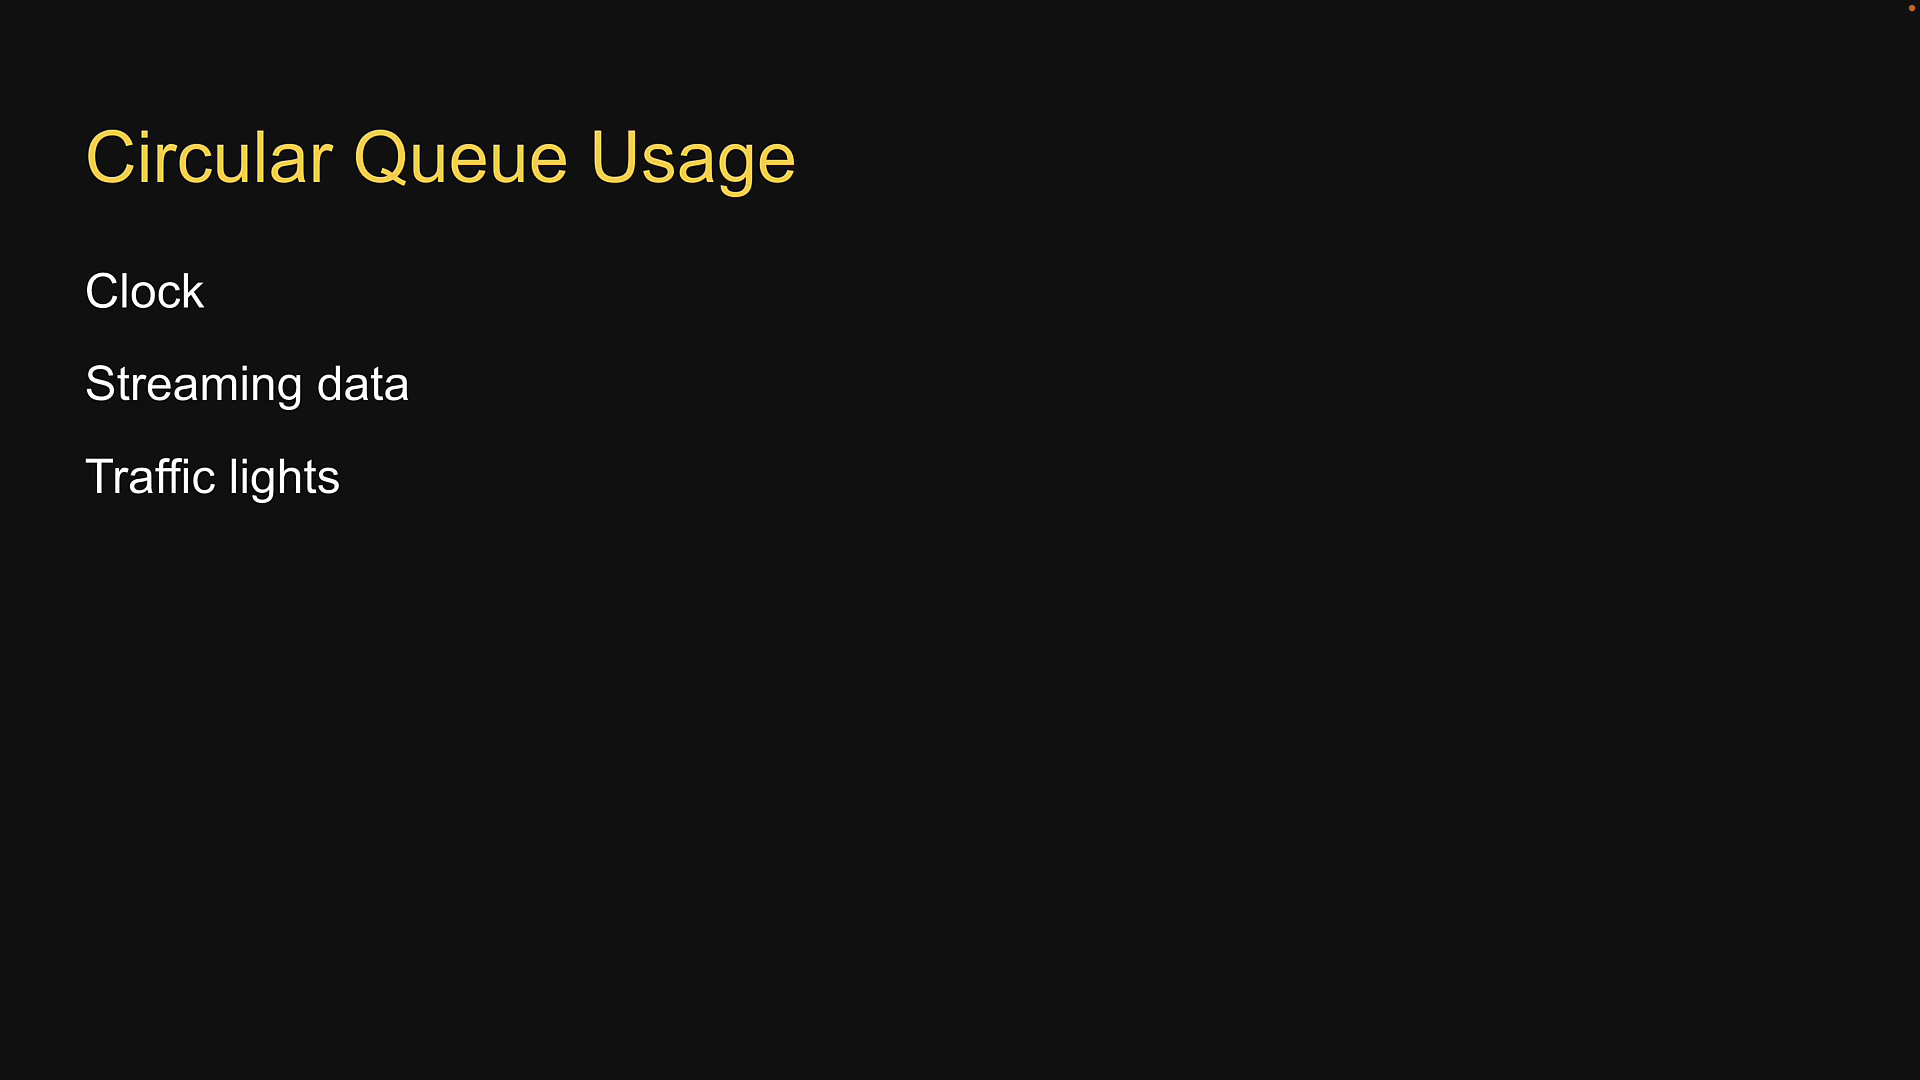 Circular Queue Usage
Clock
Streaming data
Traffic lights